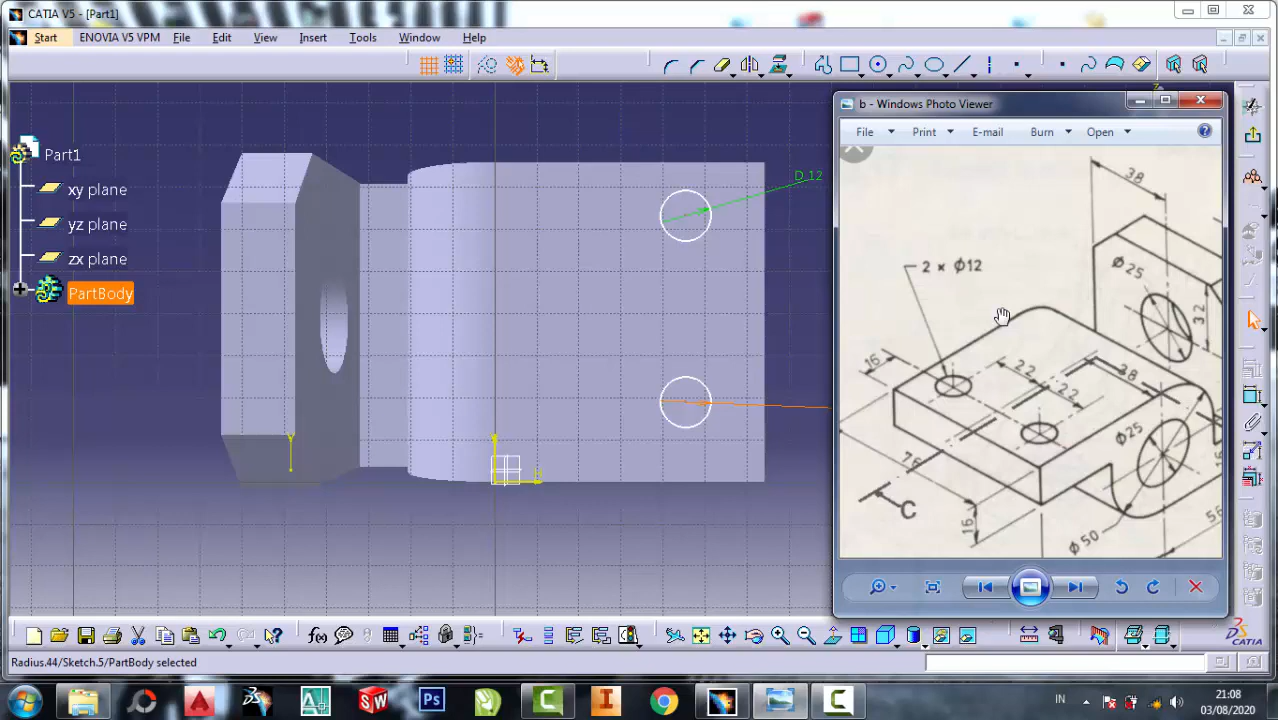 CATIA V5 - [Part1]
Start ENOVIA V5 VPM File Edit View Insert Tools Window Help
b - Windows Photo Viewer
File Print E-mail Burn Open
Part1
xy plane
yz plane
zx plane
PartBody
D 12
H
38
2 × Φ12
Φ25
32
16
22
22
38
Φ25
76
C
16
Φ50
56
f(x)
Radius.44/Sketch.5/PartBody selected
CATIA
SW
Ps
C
I
C
IN
21:08
03/08/2020